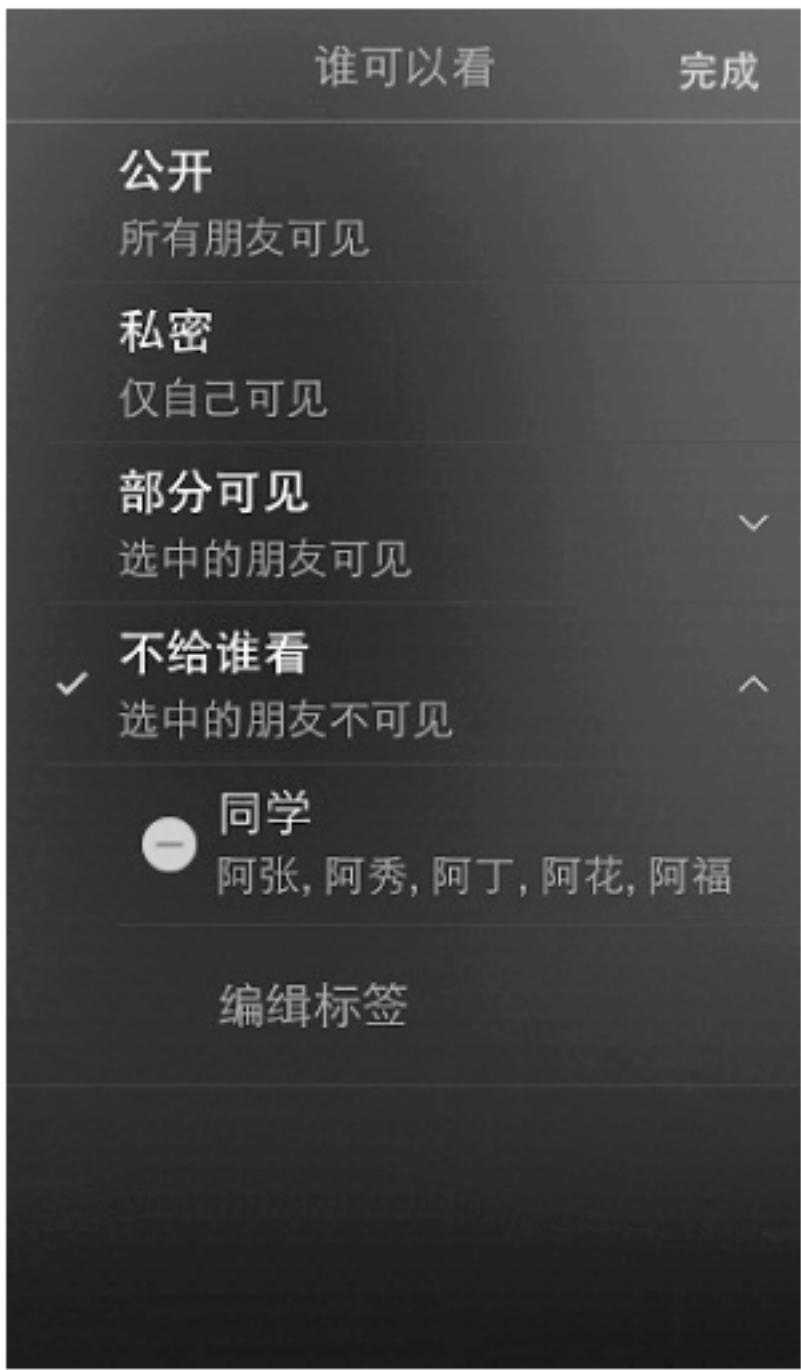 谁可以看
完成
公开
所有朋友可见
私密
仅自己可见
部分可见
选中的朋友可见
不给谁看
选中的朋友不可见
同学
阿张, 阿秀, 阿丁, 阿花, 阿福
编辑标签